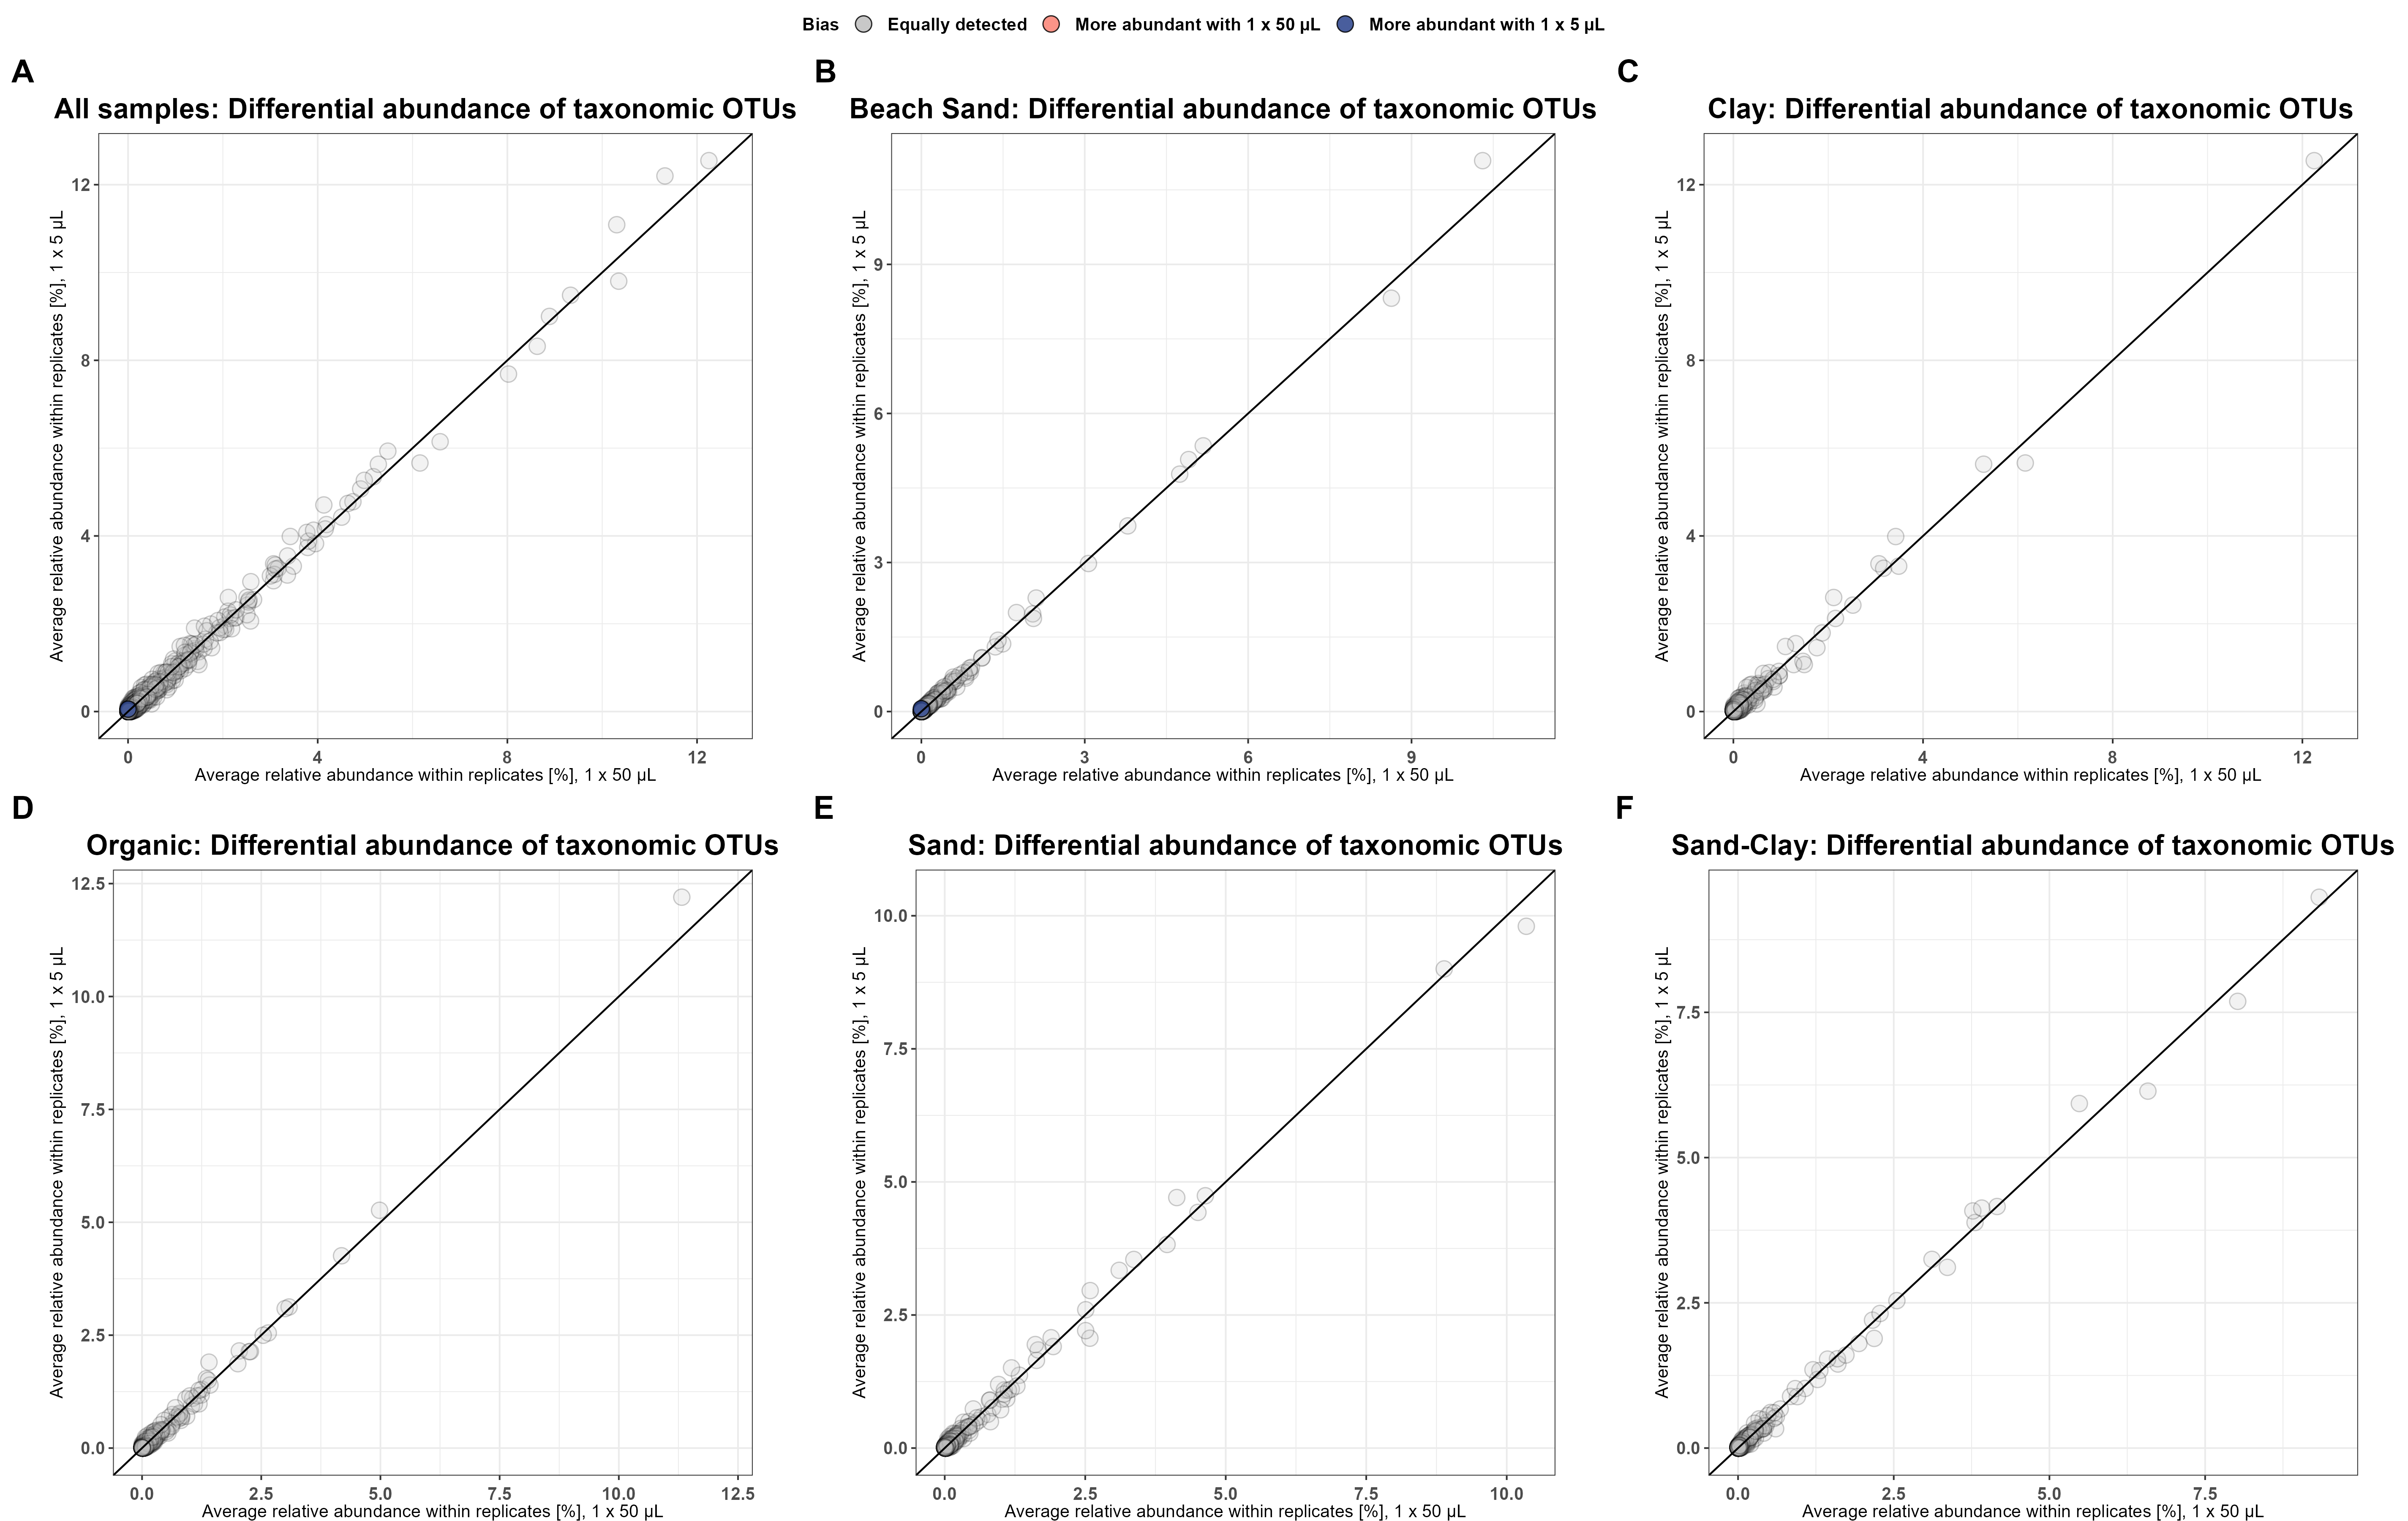 Bias Equally detected More abundant with 1 x 50 µL More abundant with 1 x 5 µL
A
All samples: Differential abundance of taxonomic OTUs
Average relative abundance within replicates [%], 1 x 5 µL
12
8
4
0
0 4 8 12
Average relative abundance within replicates [%], 1 x 50 µL
B
Beach Sand: Differential abundance of taxonomic OTUs
Average relative abundance within replicates [%], 1 x 5 µL
9
6
3
0
0 3 6 9
Average relative abundance within replicates [%], 1 x 50 µL
C
Clay: Differential abundance of taxonomic OTUs
Average relative abundance within replicates [%], 1 x 5 µL
12
8
4
0
0 4 8 12
Average relative abundance within replicates [%], 1 x 50 µL
D
Organic: Differential abundance of taxonomic OTUs
Average relative abundance within replicates [%], 1 x 5 µL
12.5
10.0
7.5
5.0
2.5
0.0
0.0 2.5 5.0 7.5 10.0 12.5
Average relative abundance within replicates [%], 1 x 50 µL
E
Sand: Differential abundance of taxonomic OTUs
Average relative abundance within replicates [%], 1 x 5 µL
10.0
7.5
5.0
2.5
0.0
0.0 2.5 5.0 7.5 10.0
Average relative abundance within replicates [%], 1 x 50 µL
F
Sand-Clay: Differential abundance of taxonomic OTUs
Average relative abundance within replicates [%], 1 x 5 µL
7.5
5.0
2.5
0.0
0.0 2.5 5.0 7.5
Average relative abundance within replicates [%], 1 x 50 µL